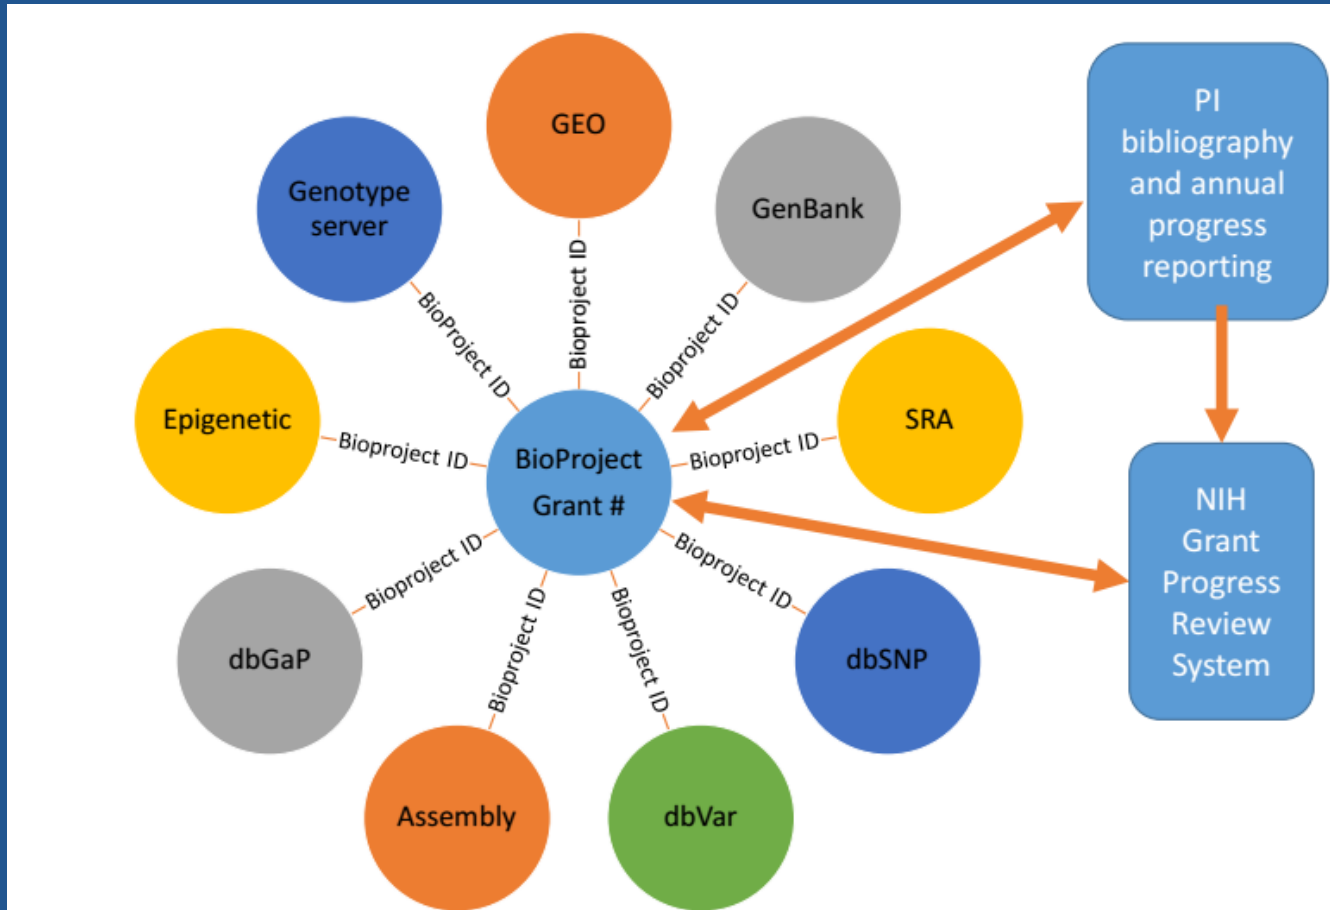 GEO
Genotype
server
GenBank
Epigenetic
SRA
BioProject
Grant #
dbGaP
dbSNP
Assembly
dbVar
Bioproject ID
BioProject ID
Bioproject ID
Bioproject ID
Bioproject ID
Bioproject ID
Bioproject ID
Bioproject ID
Bioproject ID
PI
bibliography
and annual
progress
reporting
NIH
Grant
Progress
Review
System